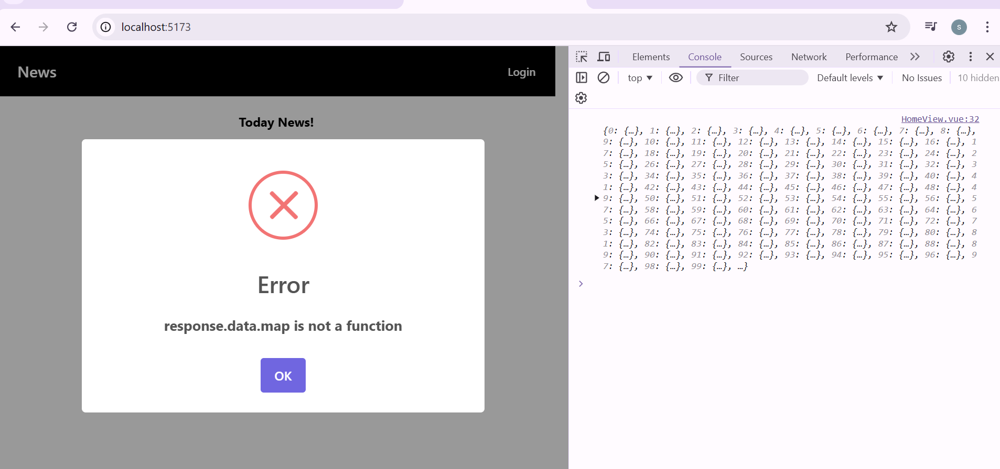 localhost:5173
s
News
Login
Today News!
Error
response.data.map is not a function
OK
Elements Console Sources Network Performance
top Filter Default levels No Issues 10 hidden
HomeView.vue:32
{0: {…}, 1: {…}, 2: {…}, 3: {…}, 4: {…}, 5: {…}, 6: {…}, 7: {…}, 8: {…},
9: {…}, 10: {…}, 11: {…}, 12: {…}, 13: {…}, 14: {…}, 15: {…}, 16: {…}, 1
7: {…}, 18: {…}, 19: {…}, 20: {…}, 21: {…}, 22: {…}, 23: {…}, 24: {…}, 2
5: {…}, 26: {…}, 27: {…}, 28: {…}, 29: {…}, 30: {…}, 31: {…}, 32: {…}, 3
3: {…}, 34: {…}, 35: {…}, 36: {…}, 37: {…}, 38: {…}, 39: {…}, 40: {…}, 4
1: {…}, 42: {…}, 43: {…}, 44: {…}, 45: {…}, 46: {…}, 47: {…}, 48: {…}, 4
9: {…}, 50: {…}, 51: {…}, 52: {…}, 53: {…}, 54: {…}, 55: {…}, 56: {…}, 5
7: {…}, 58: {…}, 59: {…}, 60: {…}, 61: {…}, 62: {…}, 63: {…}, 64: {…}, 6
5: {…}, 66: {…}, 67: {…}, 68: {…}, 69: {…}, 70: {…}, 71: {…}, 72: {…}, 7
3: {…}, 74: {…}, 75: {…}, 76: {…}, 77: {…}, 78: {…}, 79: {…}, 80: {…}, 8
1: {…}, 82: {…}, 83: {…}, 84: {…}, 85: {…}, 86: {…}, 87: {…}, 88: {…}, 8
9: {…}, 90: {…}, 91: {…}, 92: {…}, 93: {…}, 94: {…}, 95: {…}, 96: {…}, 9
7: {…}, 98: {…}, 99: {…}, …}